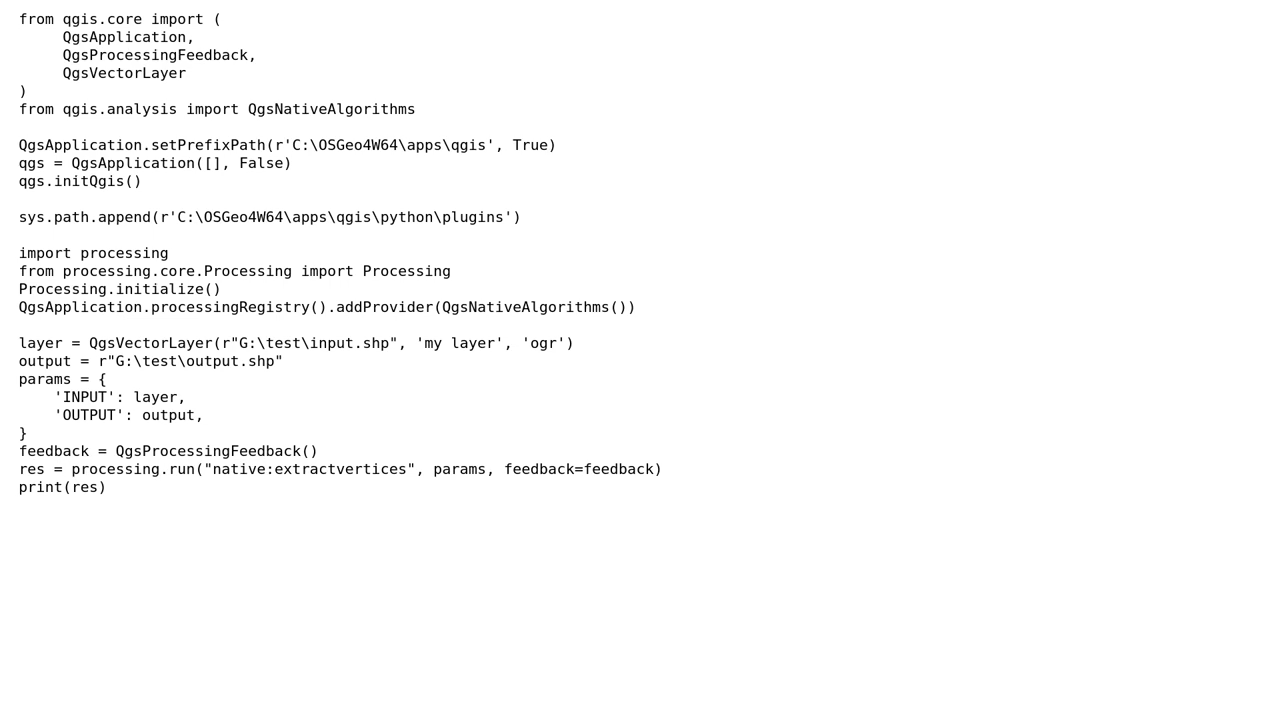 from qgis.core import (
     QgsApplication,
     QgsProcessingFeedback,
     QgsVectorLayer
)
from qgis.analysis import QgsNativeAlgorithms

QgsApplication.setPrefixPath(r'C:\OSGeo4W64\apps\qgis', True)
qgs = QgsApplication([], False)
qgs.initQgis()

sys.path.append(r'C:\OSGeo4W64\apps\qgis\python\plugins')

import processing
from processing.core.Processing import Processing
Processing.initialize()
QgsApplication.processingRegistry().addProvider(QgsNativeAlgorithms())

layer = QgsVectorLayer(r"G:\test\input.shp", 'my layer', 'ogr')
output = r"G:\test\output.shp"
params = {
    'INPUT': layer,
    'OUTPUT': output,
}
feedback = QgsProcessingFeedback()
res = processing.run("native:extractvertices", params, feedback=feedback)
print(res)